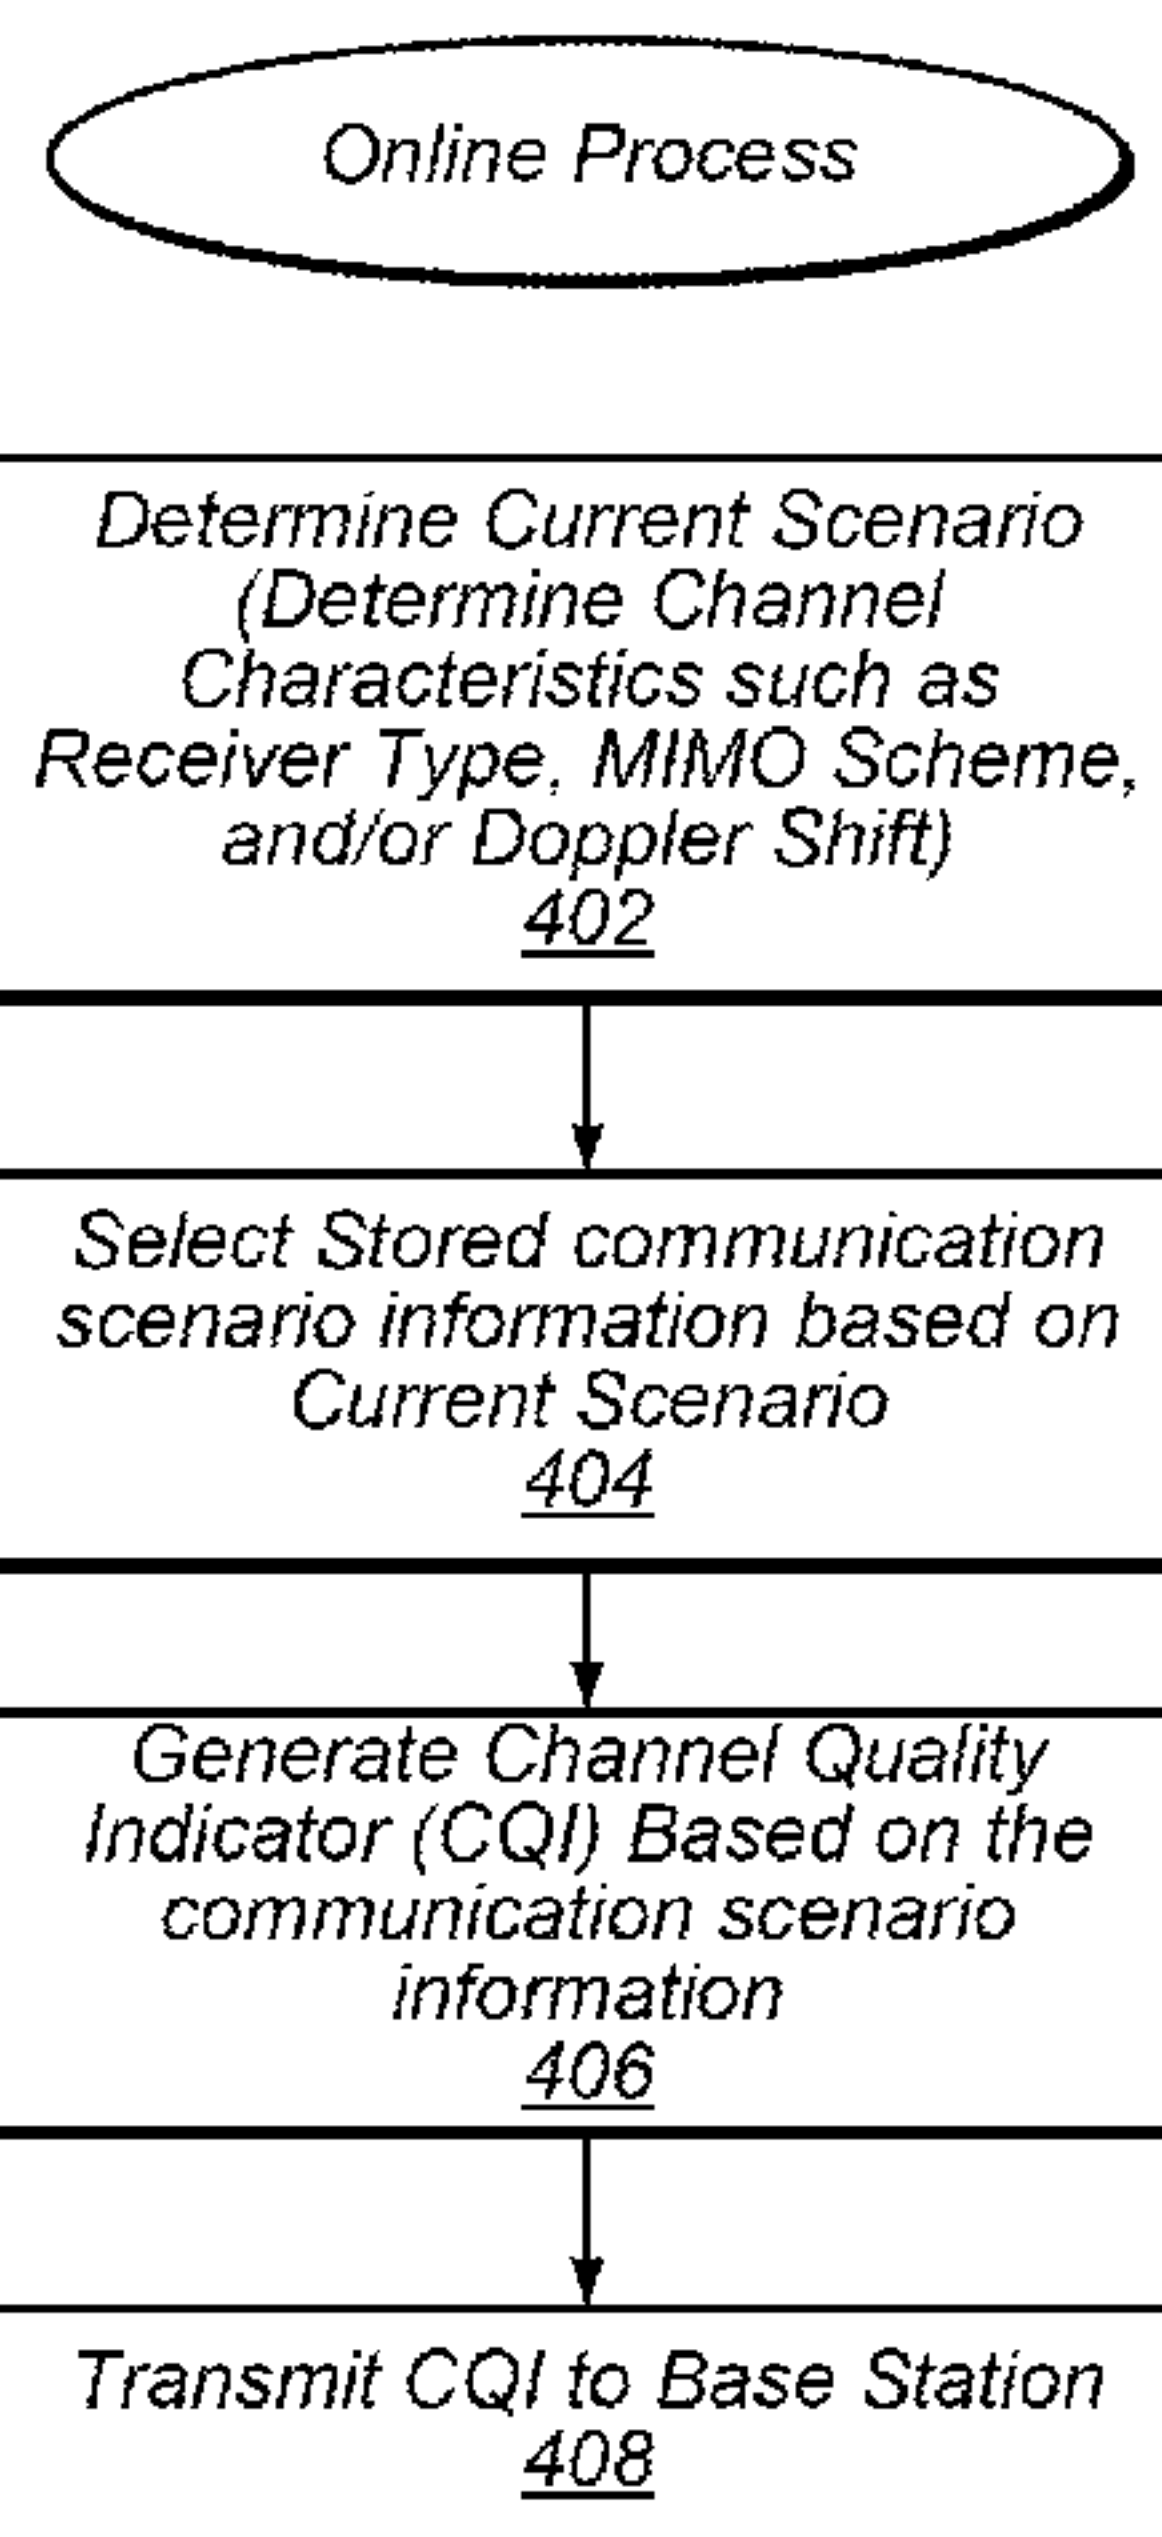 Online Process
Determine Current Scenario
(Determine Channel
Characteristics such as
Receiver Type, MIMO Scheme,
and/or Doppler Shift)
402
Select Stored communication
scenario information based on
Current Scenario
404
Generate Channel Quality
Indicator (CQI) Based on the
communication scenario
information
406
Transmit CQI to Base Station
408